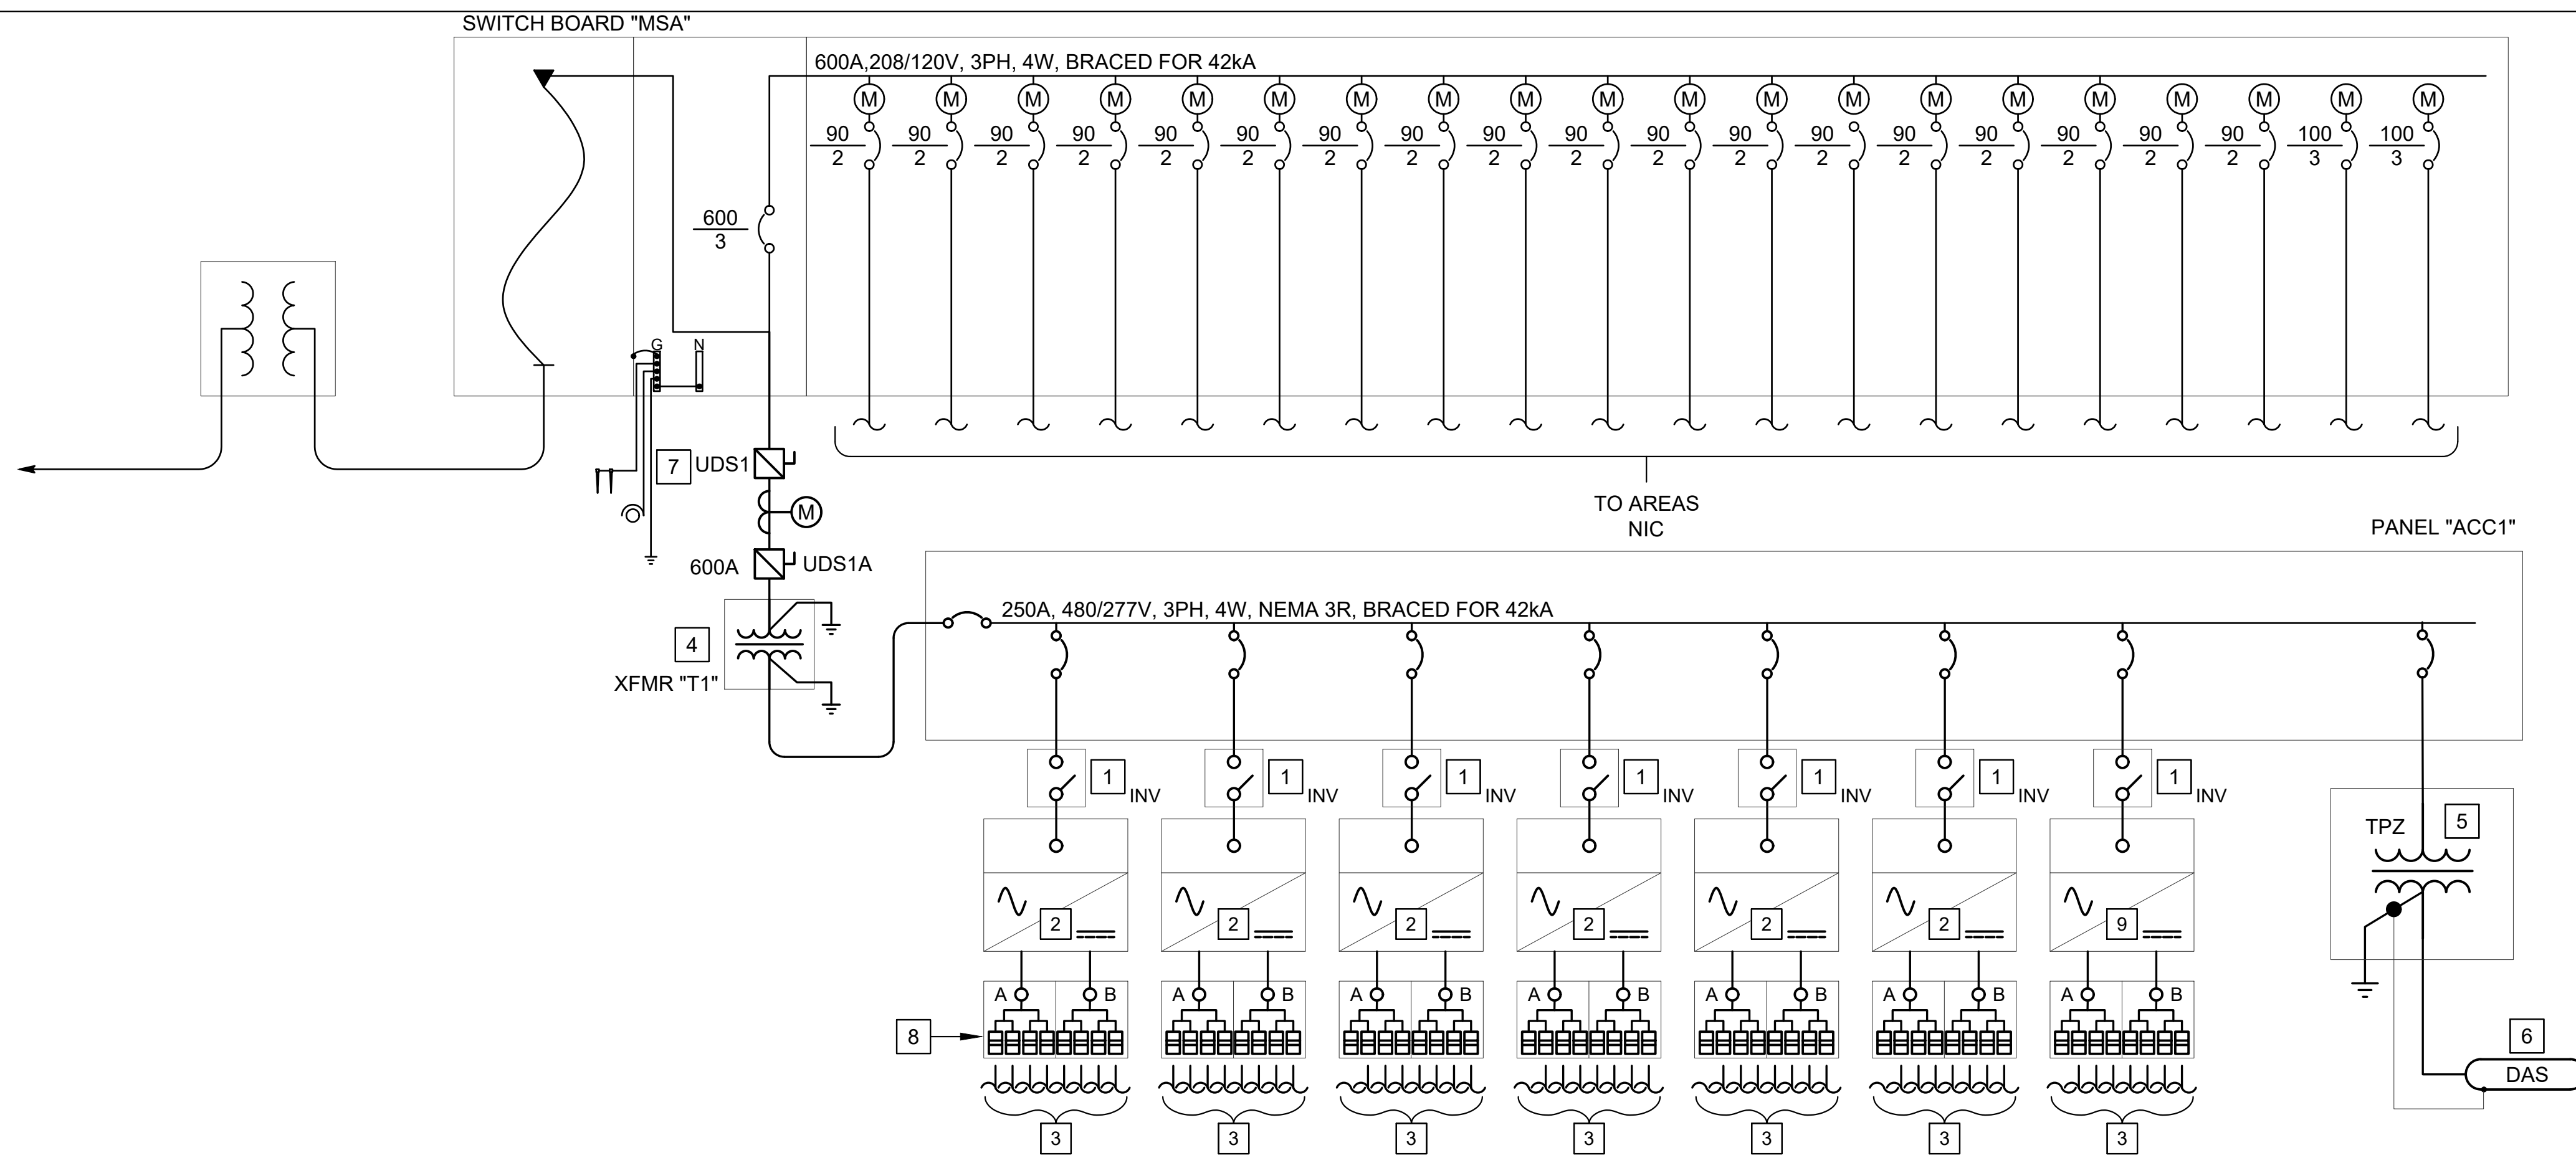 SWITCH BOARD "MSA"
600A,208/120V, 3PH, 4W, BRACED FOR 42kA
M M M M M M M M M M M M M M M M M M M M
90 90 90 90 90 90 90 90 90 90 90 90 90 90 90 90 90 90 100 100
2 2 2 2 2 2 2 2 2 2 2 2 2 2 2 2 2 2 3 3
600
3
G N
7 UDS1
M
TO AREAS
NIC
PANEL "ACC1"
600A UDS1A
250A, 480/277V, 3PH, 4W, NEMA 3R, BRACED FOR 42kA
4
XFMR "T1"
1 INV 1 INV 1 INV 1 INV 1 INV 1 INV 1 INV
TPZ 5
2 2 2 2 2 2 9
A B A B A B A B A B A B A B
8
6
DAS
3 3 3 3 3 3 3